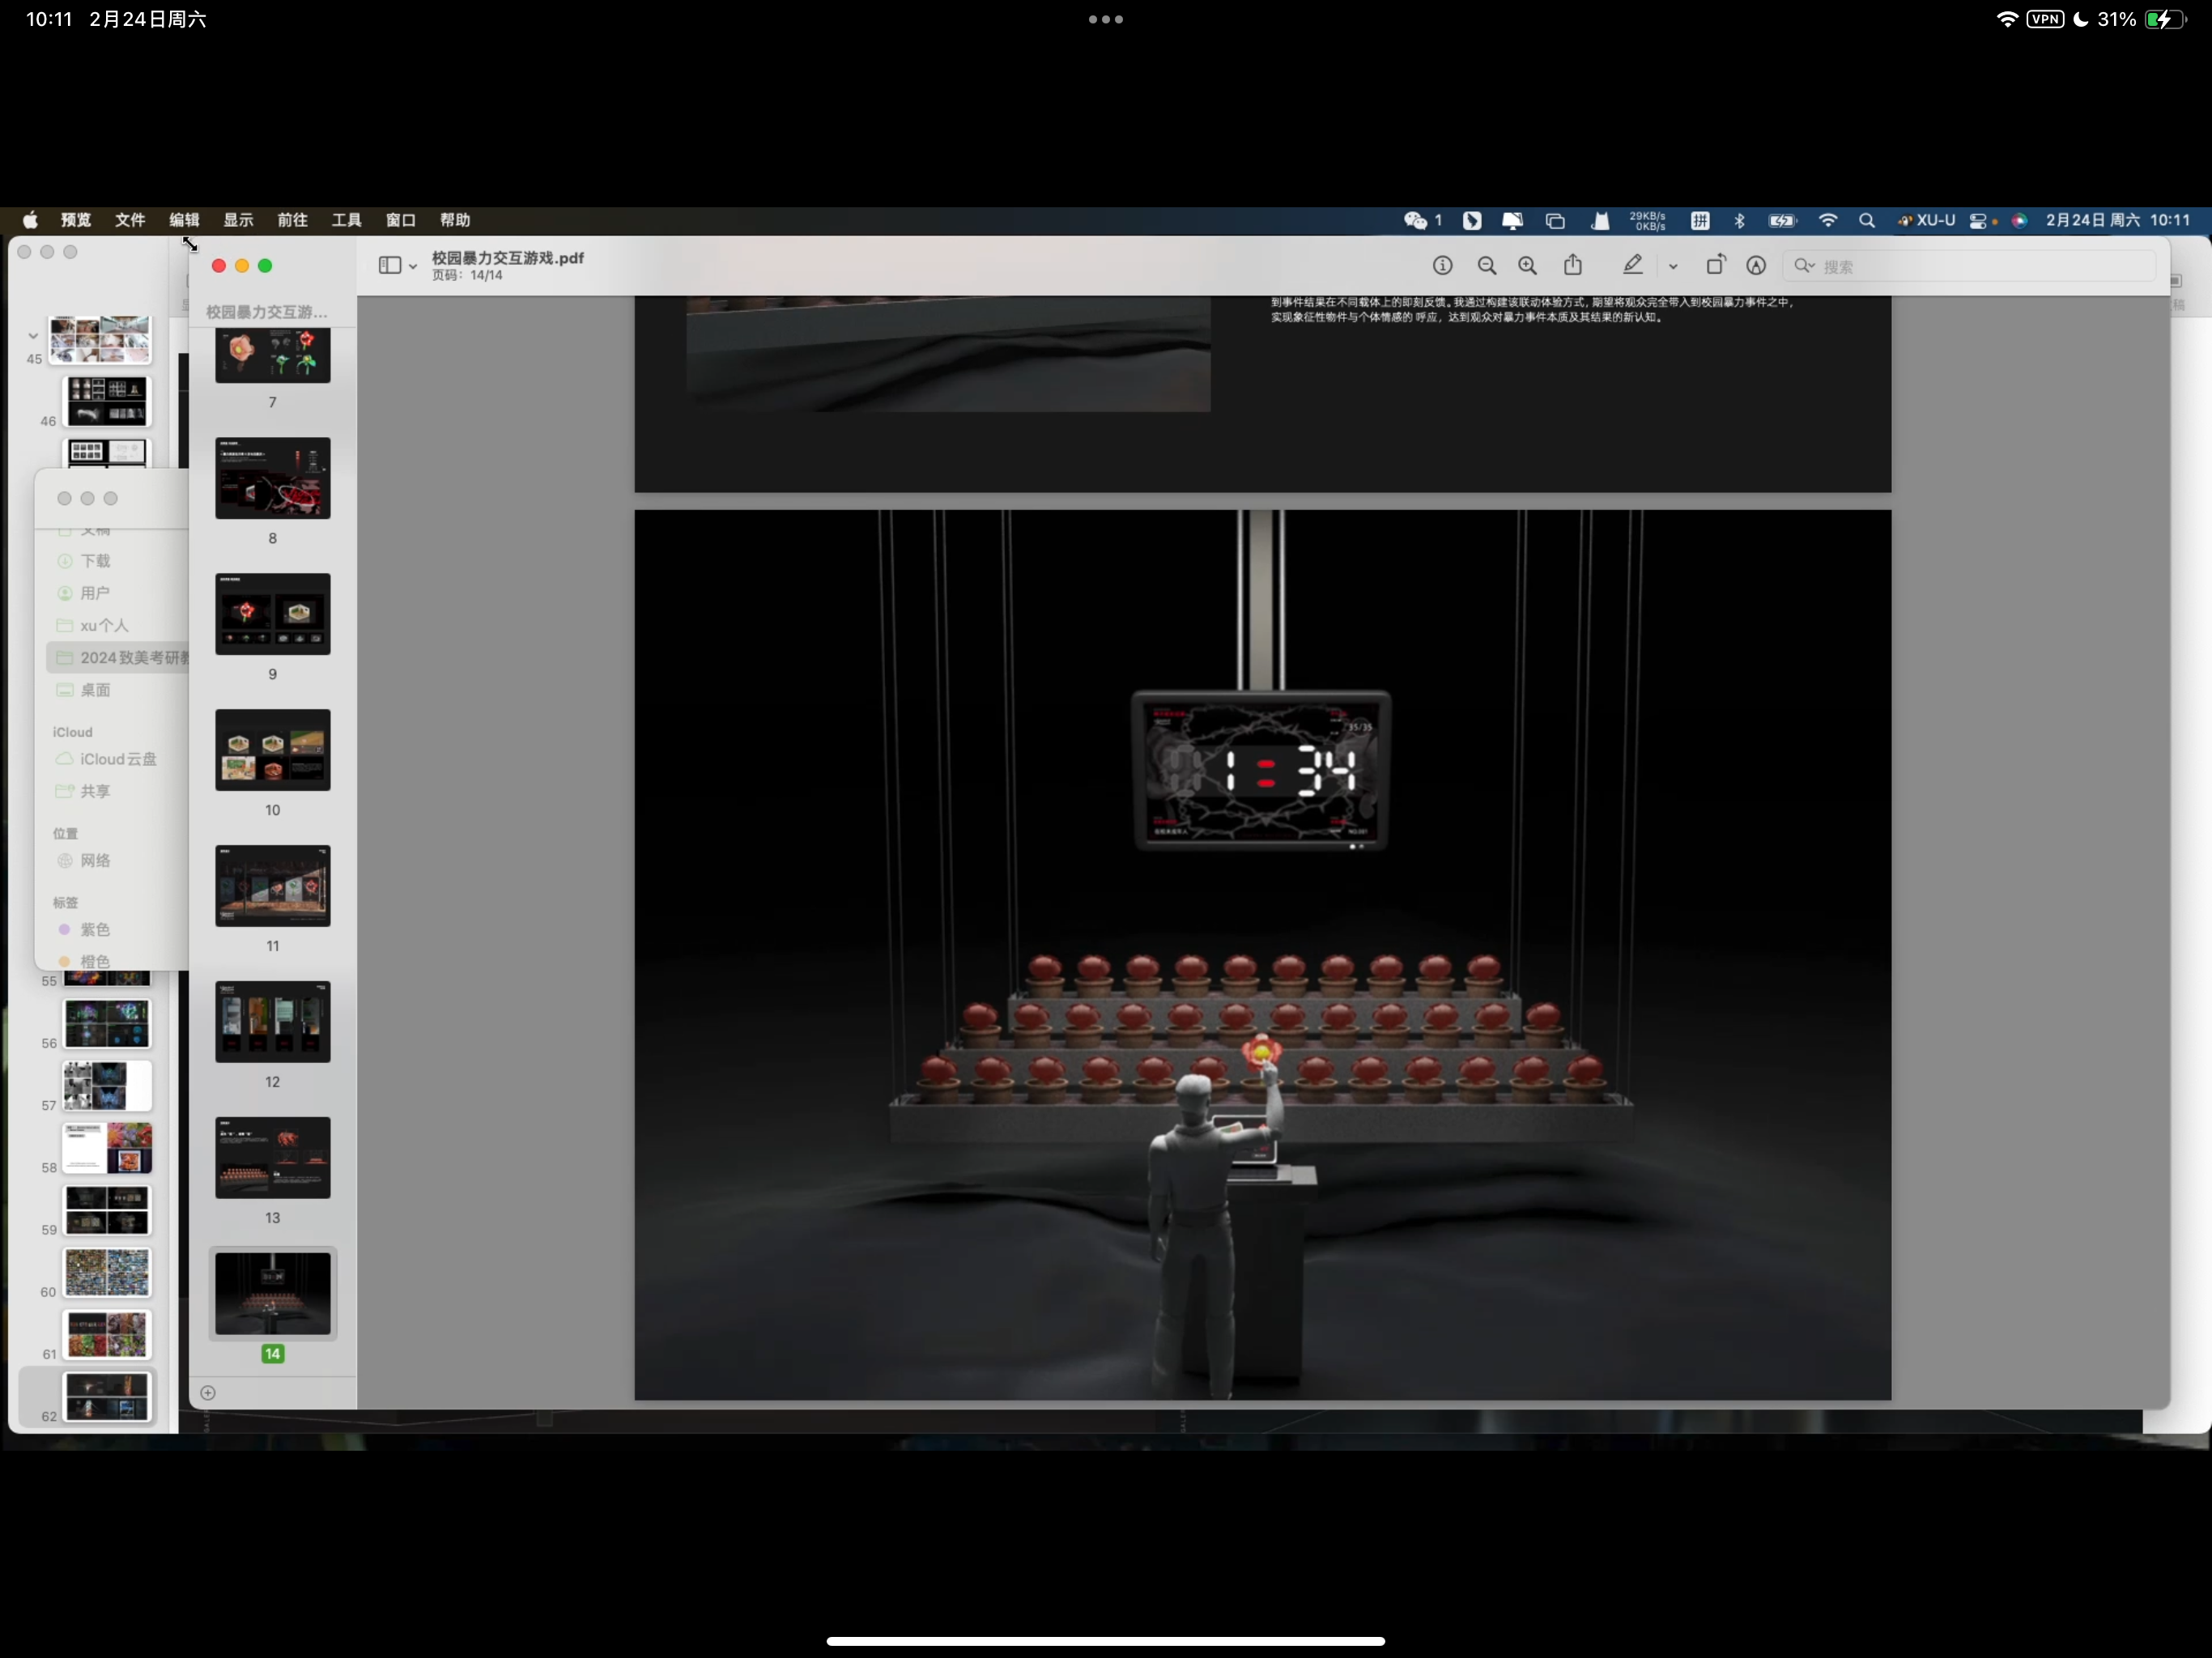 10:11 2月24日周六
VPN 31%
预览 文件 编辑 显示 前往 工具 窗口 帮助
1 29KB/s 0KB/s 拼 XU-U 2月24日 周六 10:11
校园暴力交互游戏.pdf
页码：14/14
搜索
校园暴力交互游...
45
46
下载
用户
xu个人
2024致美考研教
桌面
iCloud
iCloud云盘
共享
位置
网络
标签
紫色
橙色
55
56
57
58
59
60
61
62
7
8
9
10
11
12
13
14
到事件结果在不同载体上的即刻反馈。我通过构建该联动体验方式，期望将观众完全带入到校园暴力事件之中，
实现象征性物件与个体情感的 呼应，达到观众对暴力事件本质及其结果的新认知。
35/35
1 34
NO.001